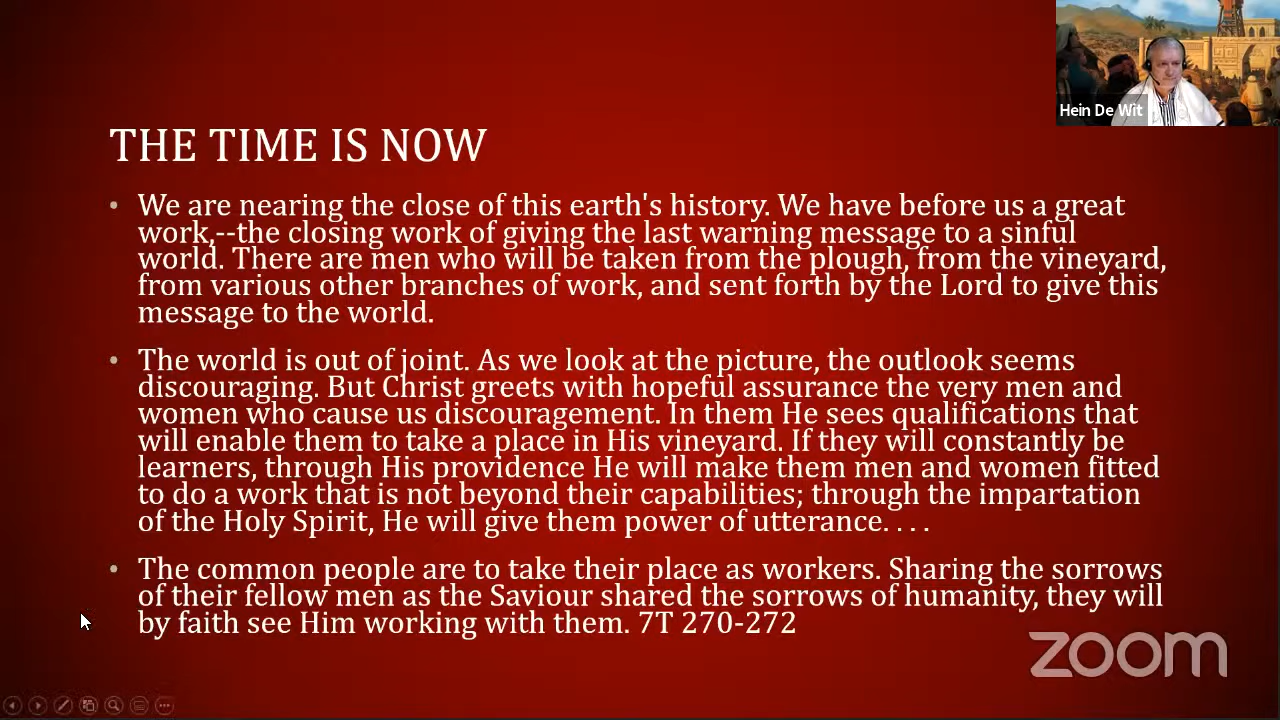 Hein De Wit
THE TIME IS NOW
• We are nearing the close of this earth's history. We have before us a great
work,--the closing work of giving the last warning message to a sinful
world. There are men who will be taken from the plough, from the vineyard,
from various other branches of work, and sent forth by the Lord to give this
message to the world.
• The world is out of joint. As we look at the picture, the outlook seems
discouraging. But Christ greets with hopeful assurance the very men and
women who cause us discouragement. In them He sees qualifications that
will enable them to take a place in His vineyard. If they will constantly be
learners, through His providence He will make them men and women fitted
to do a work that is not beyond their capabilities; through the impartation
of the Holy Spirit, He will give them power of utterance. . . .
• The common people are to take their place as workers. Sharing the sorrows
of their fellow men as the Saviour shared the sorrows of humanity, they will
by faith see Him working with them. 7T 270-272
zoom